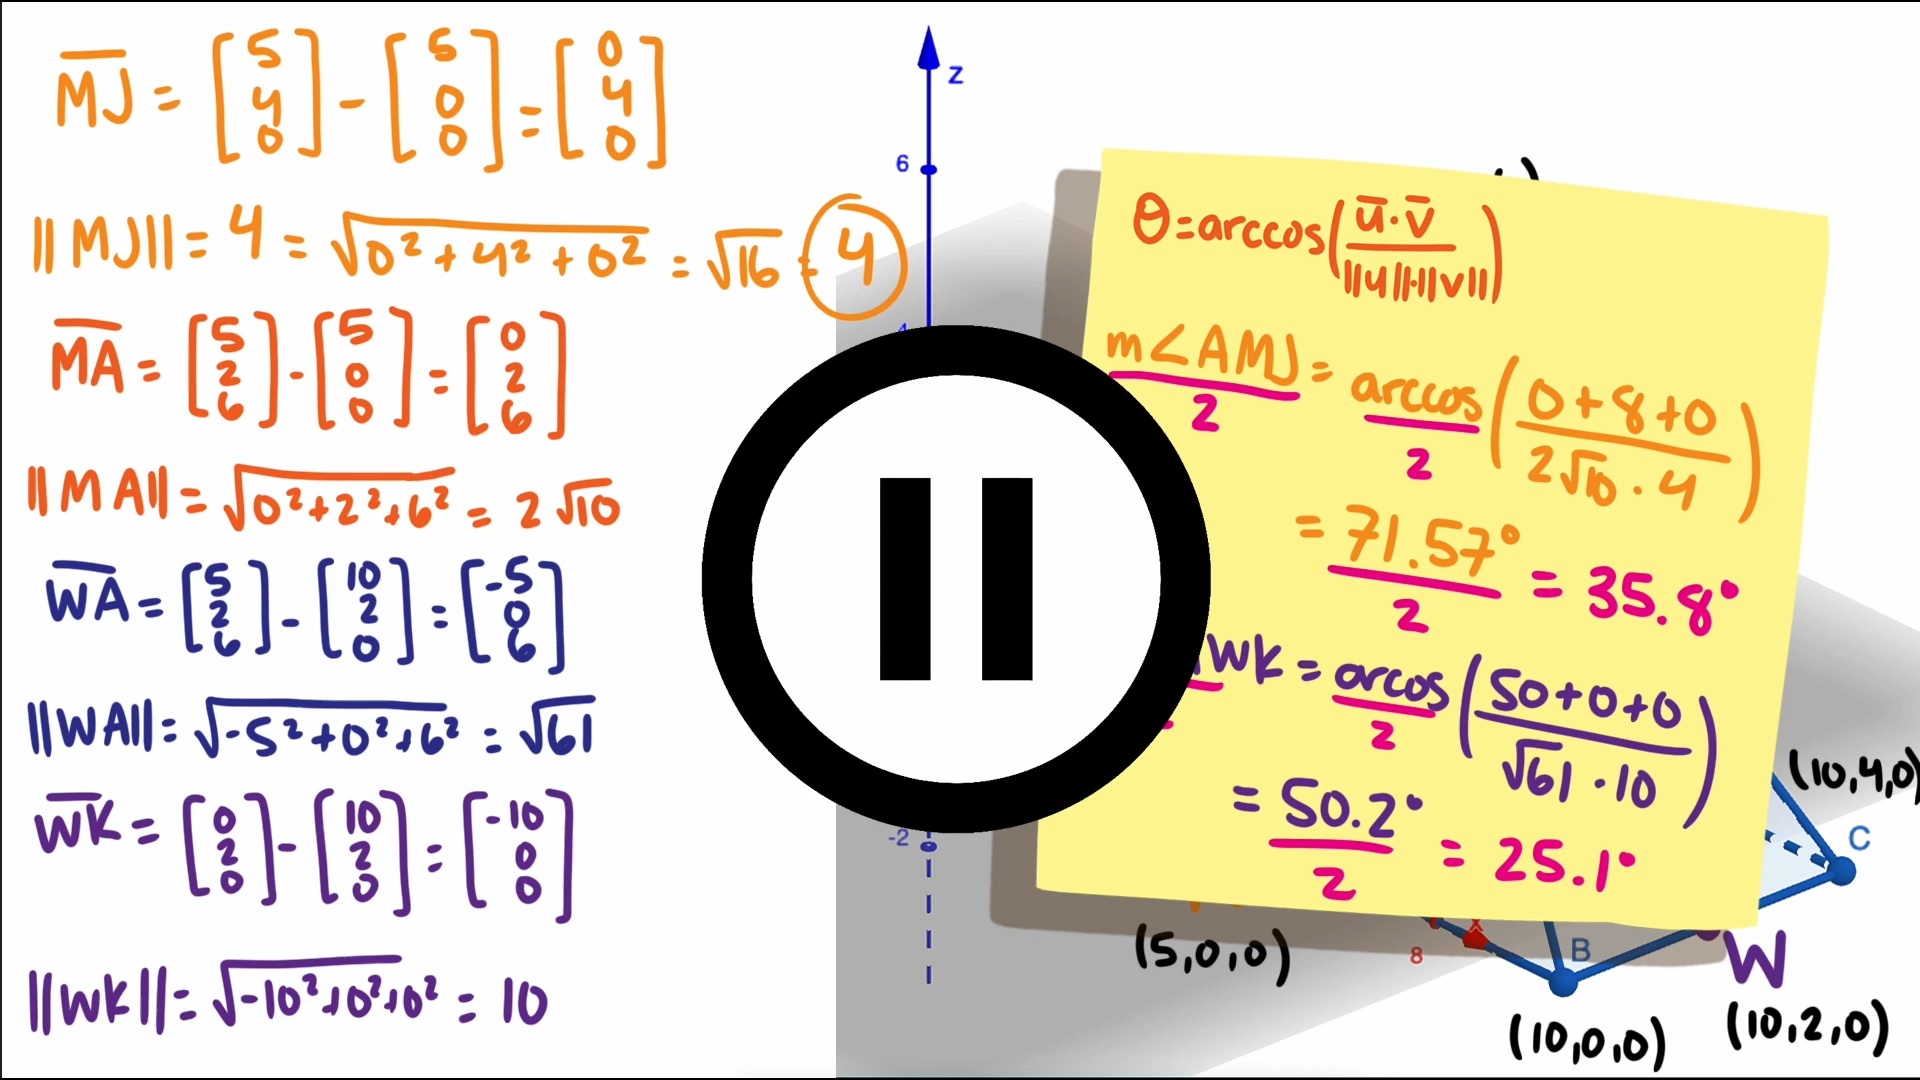 MJ = [5 4 0] - [5 0 0] = [0 4 0]
||MJ|| = 4 = √0² + 4² + 0² = √16 = 4
MA = [5 2 6] - [5 0 0] = [0 2 6]
||MA|| = √0²+2²+6² = 2√10
WA = [5 2 6] - [10 2 0] = [-5 0 6]
||WA|| = √-5²+0²+6² = √61
WK = [0 2 0] - [10 2 0] = [-10 0 0]
||WK|| = √-10²+0²+0² = 10
z
6
4
-2
θ = arccos(u·v / ||u||·||v||)
m∠AMJ / 2 = arccos / 2 (0+8+0 / 2√10 · 4)
= 71.57° / 2 = 35.8°
WK = arcos / 2 (50+0+0 / √61 · 10)
= 50.2° / 2 = 25.1°
(10,4,0)
C
(5,0,0)
8
x
B
W
(10,0,0)
(10,2,0)